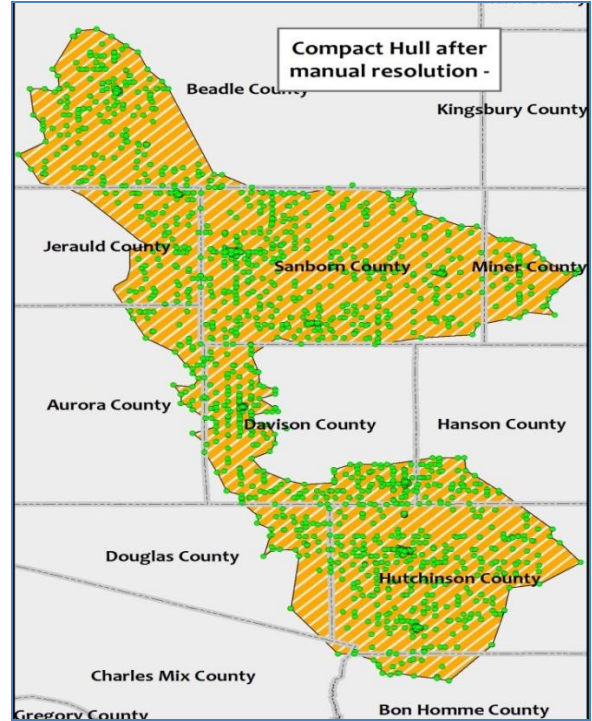 Compact Hull after
manual resolution -
Beadle County
Kingsbury County
Jerauld County
Sanborn County
Miner County
Aurora County
Davison County
Hanson County
Douglas County
Hutchinson County
Charles Mix County
Gregory County
Bon Homme County